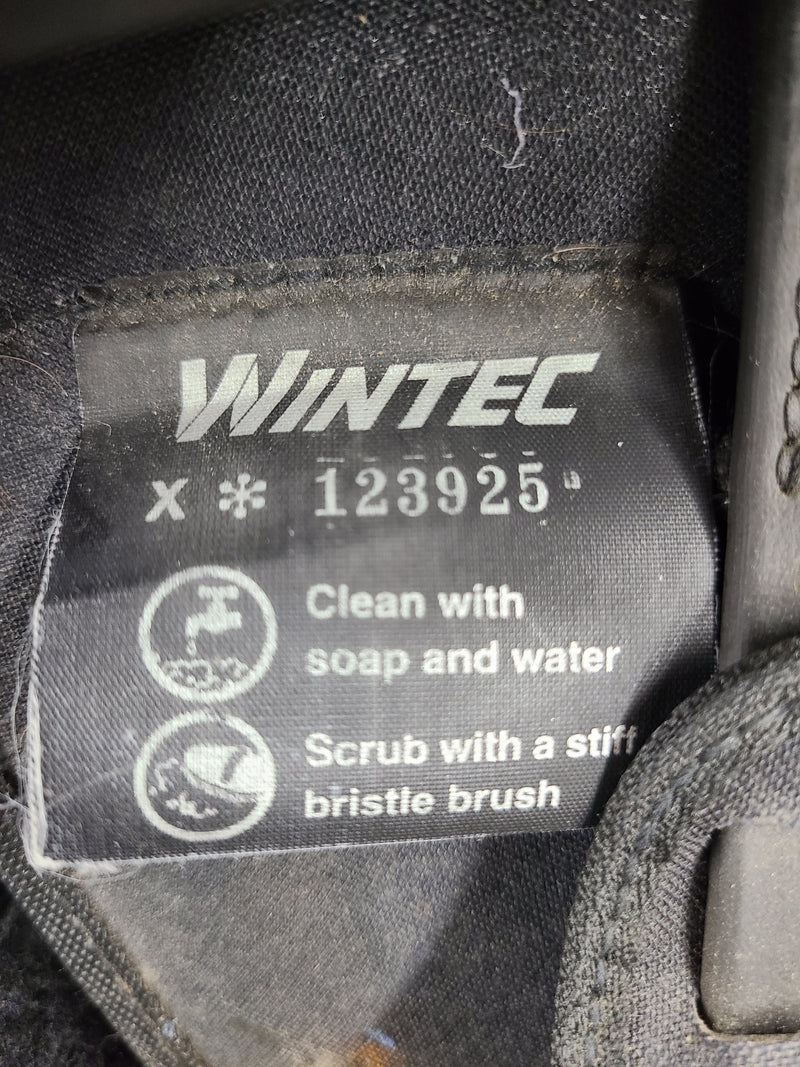 WINTEC
X * 123925
Clean with
soap and water
Scrub with a stiff
bristle brush